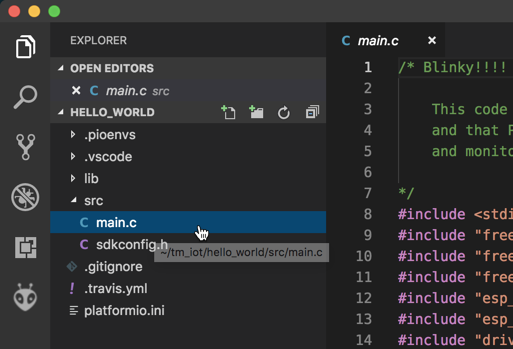 EXPLORER
OPEN EDITORS
main.c src
HELLO_WORLD
.pioenvs
.vscode
lib
src
C main.c
C sdkconfig.h
~/tm_iot/hello_world/src/main.c
.gitignore
! .travis.yml
platformio.ini
C main.c
1 /* Blinky!!!!
2
3 This code
4 and that
5 and monito
6
7 */
8 #include <stdi
9 #include "free
10 #include "free
11 #include "free
12 #include "esp_
13 #include "esp_
14 #include "driv